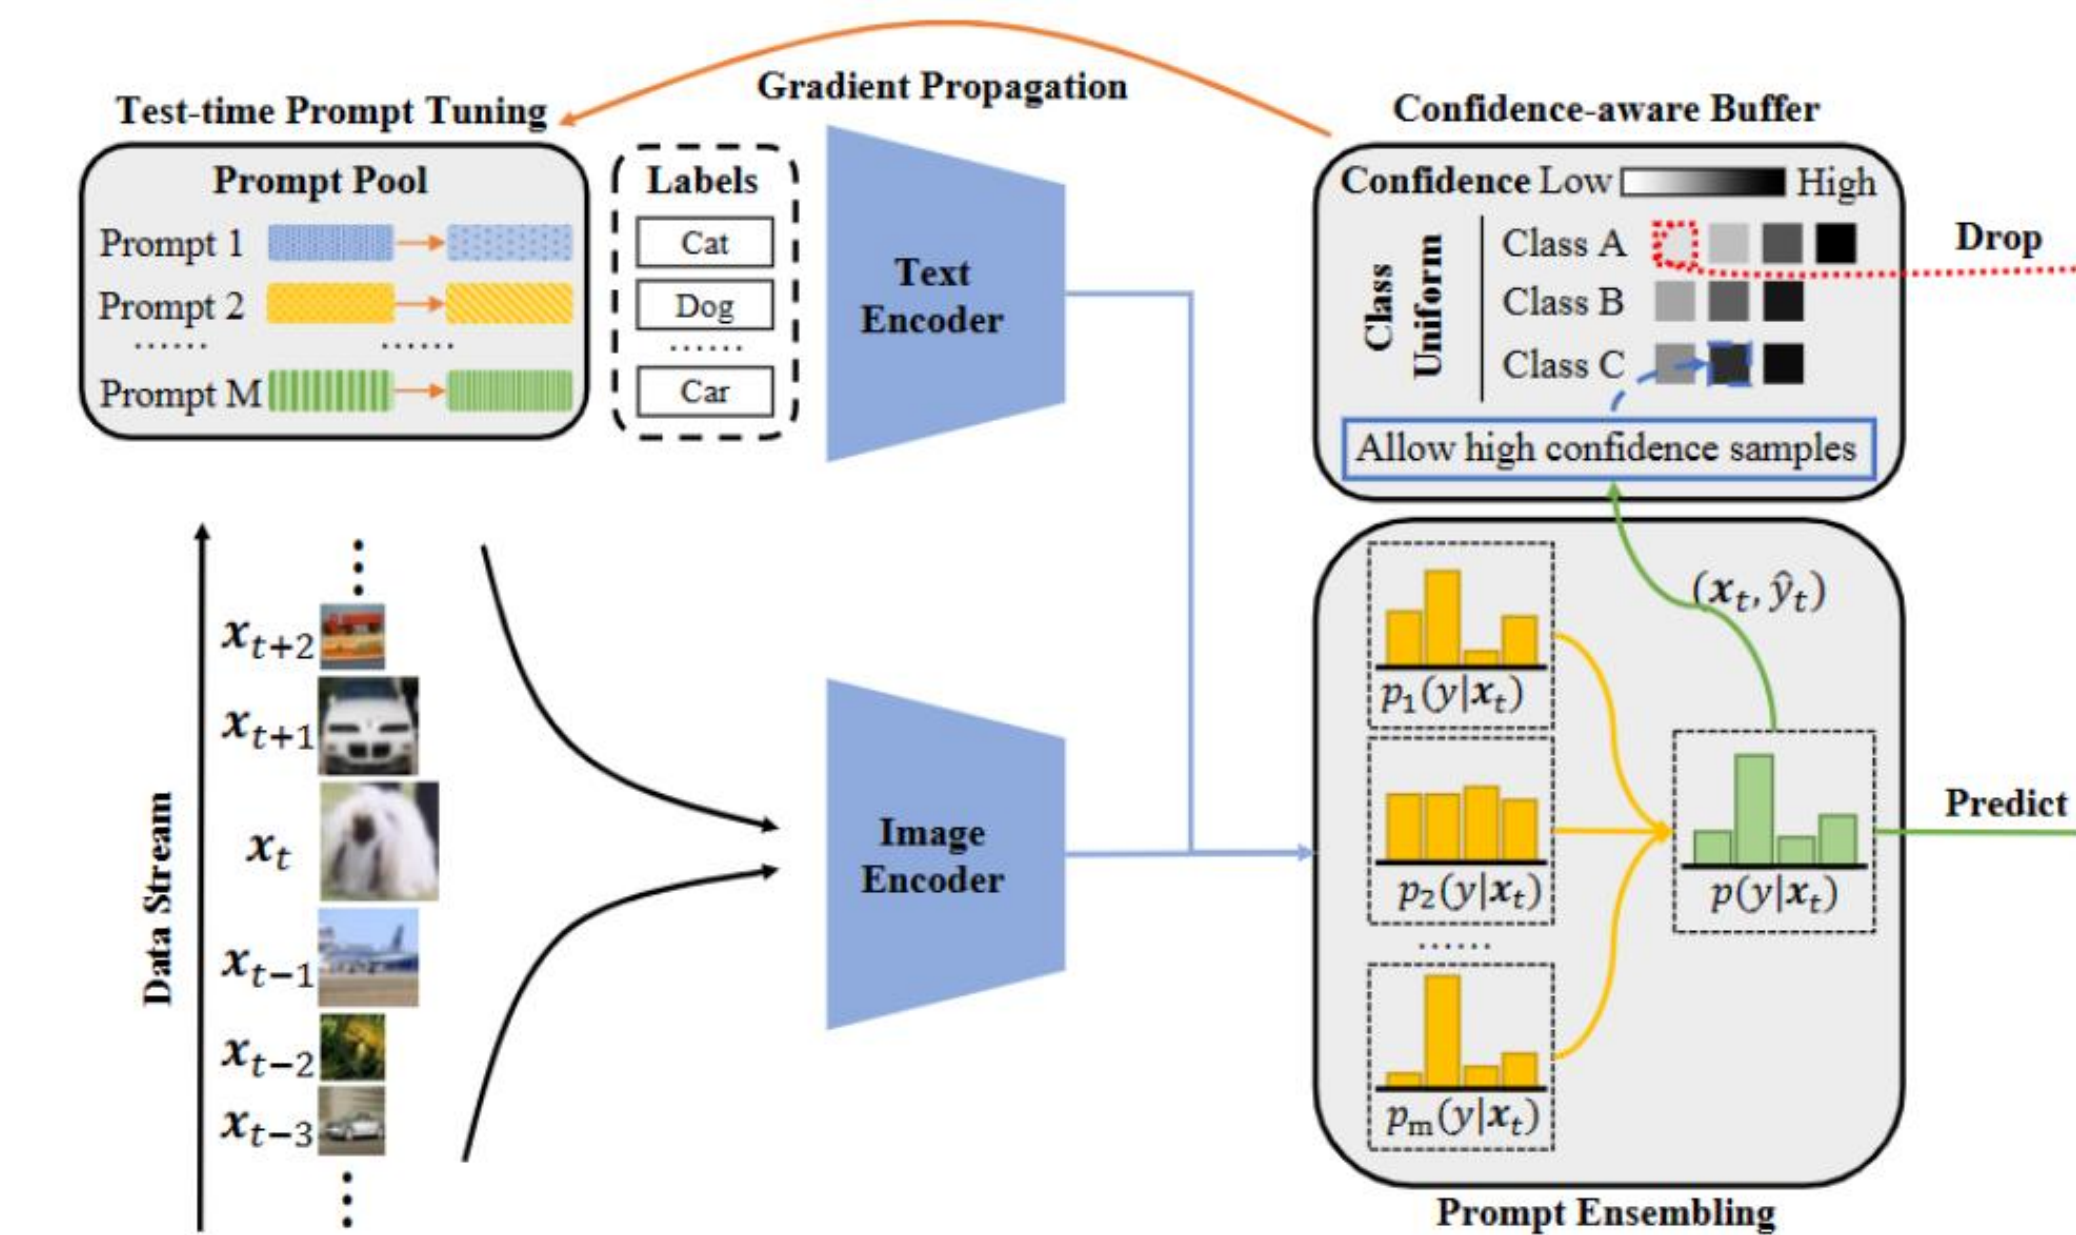 Gradient Propagation
Test-time Prompt Tuning
Prompt Pool
Prompt 1
Prompt 2
......
......
Prompt M
Labels
Cat
Dog
......
Car
Text
Encoder
Confidence-aware Buffer
Confidence Low High
Class
Uniform
Class A
Class B
Class C
Drop
Allow high confidence samples
Data Stream
x_{t+2}
x_{t+1}
x_t
x_{t−1}
x_{t−2}
x_{t−3}
Image
Encoder
(x_t, ŷ_t)
p_1(y|x_t)
p_2(y|x_t)
......
p_m(y|x_t)
p(y|x_t)
Predict
Prompt Ensembling